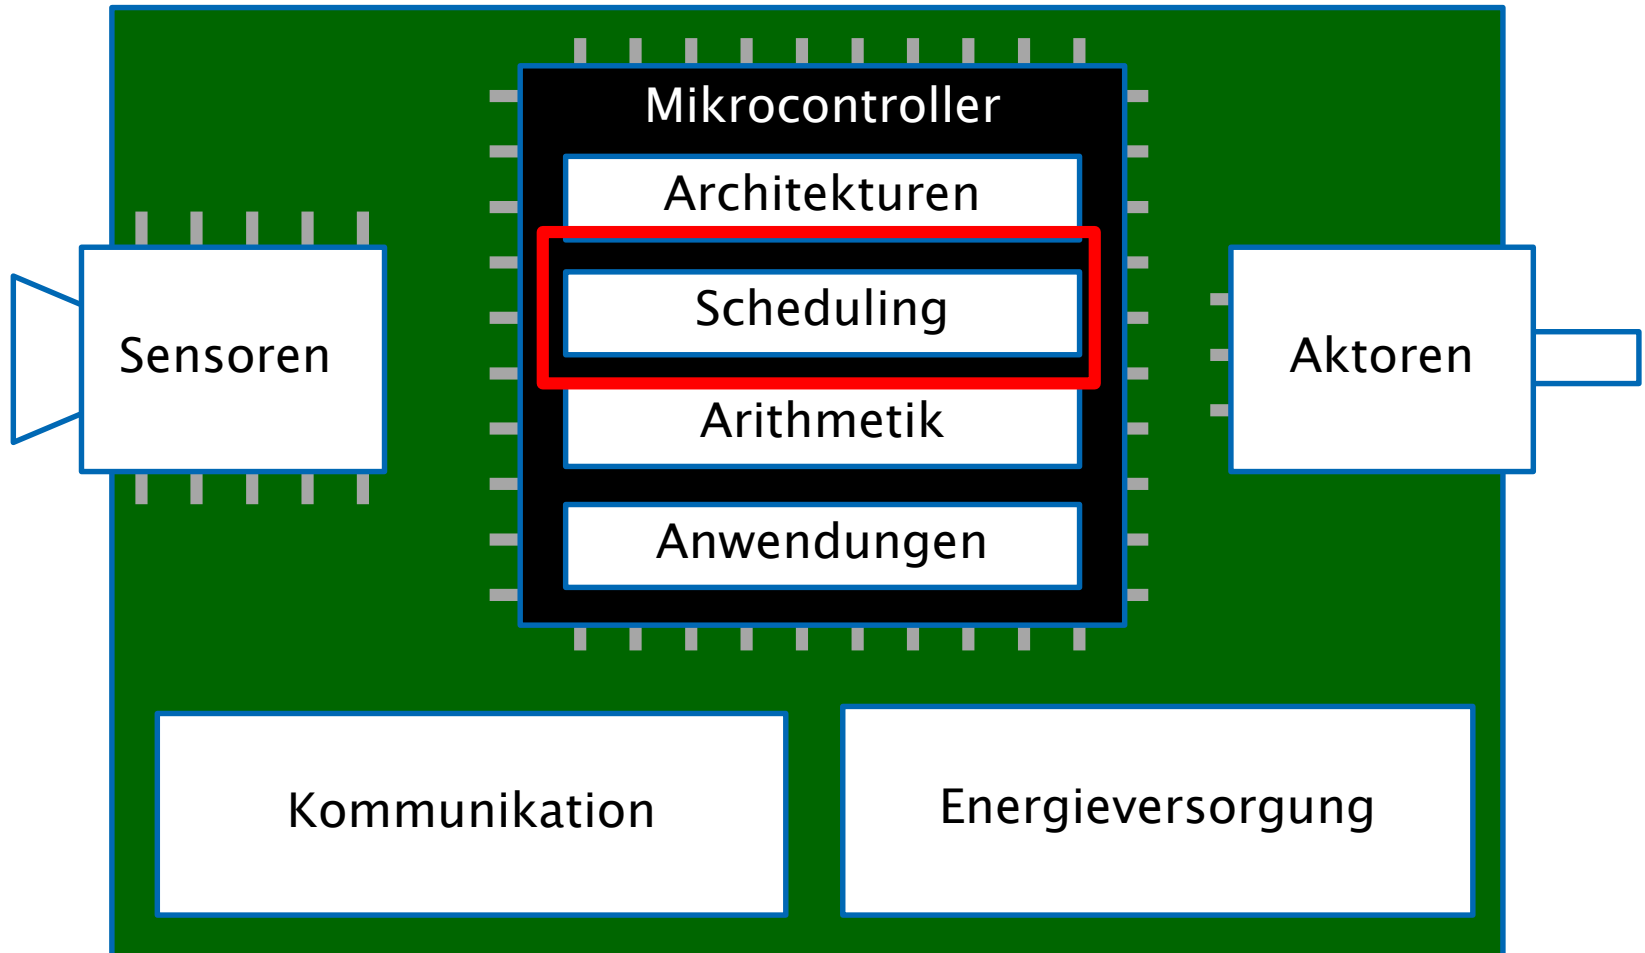 Mikrocontroller
Architekturen
Scheduling
Sensoren
Aktoren
Arithmetik
Anwendungen
Kommunikation
Energieversorgung